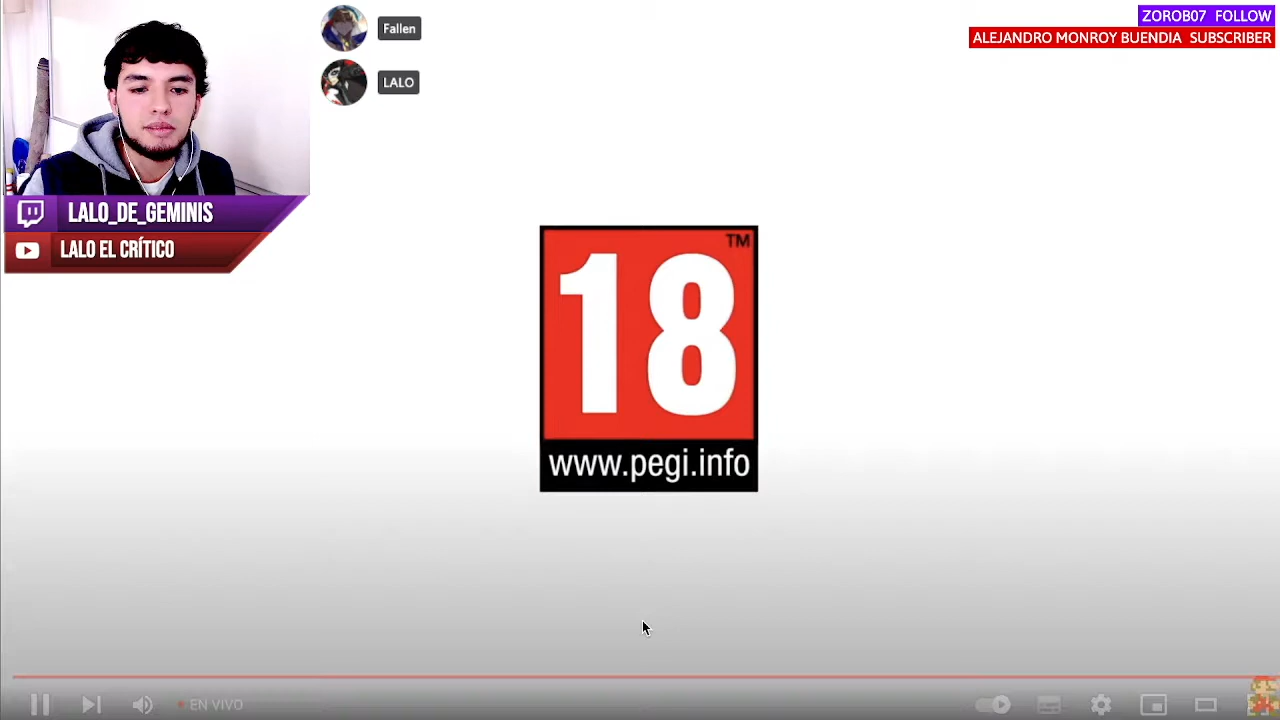 Fallen
LALO
ZOROB07 FOLLOW
ALEJANDRO MONROY BUENDIA SUBSCRIBER
LALO_DE_GEMINIS
LALO EL CRÍTICO
18
TM
www.pegi.info
EN VIVO